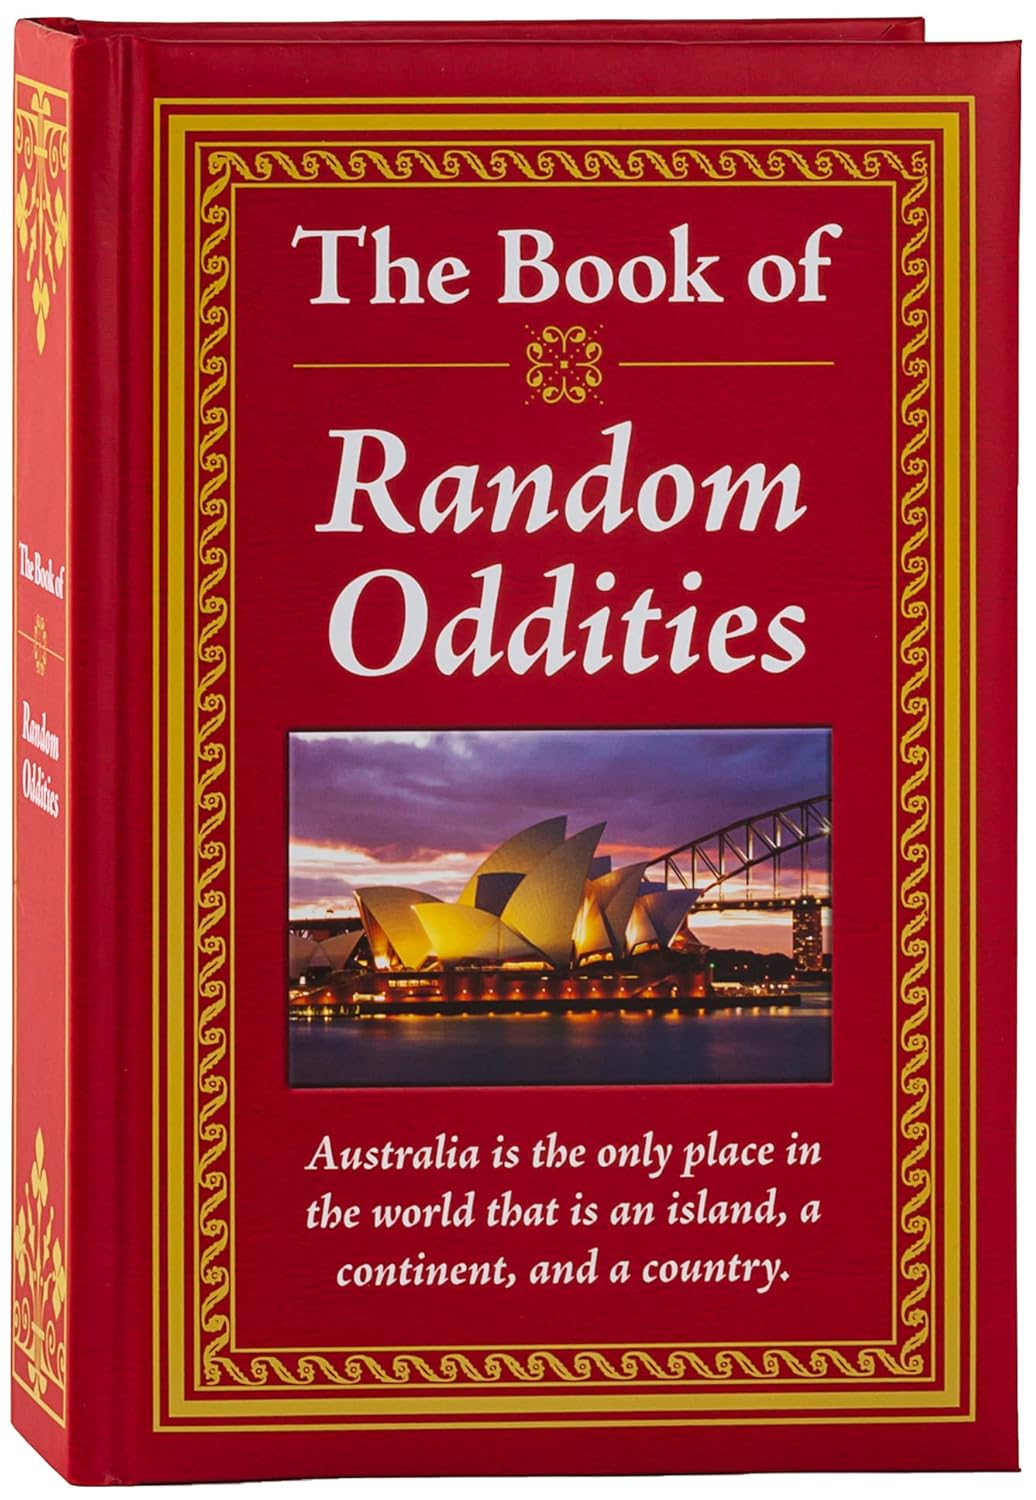 The Book of
Random
Oddities
Australia is the only place in
the world that is an island, a
continent, and a country.
The Book of
Random
Oddities